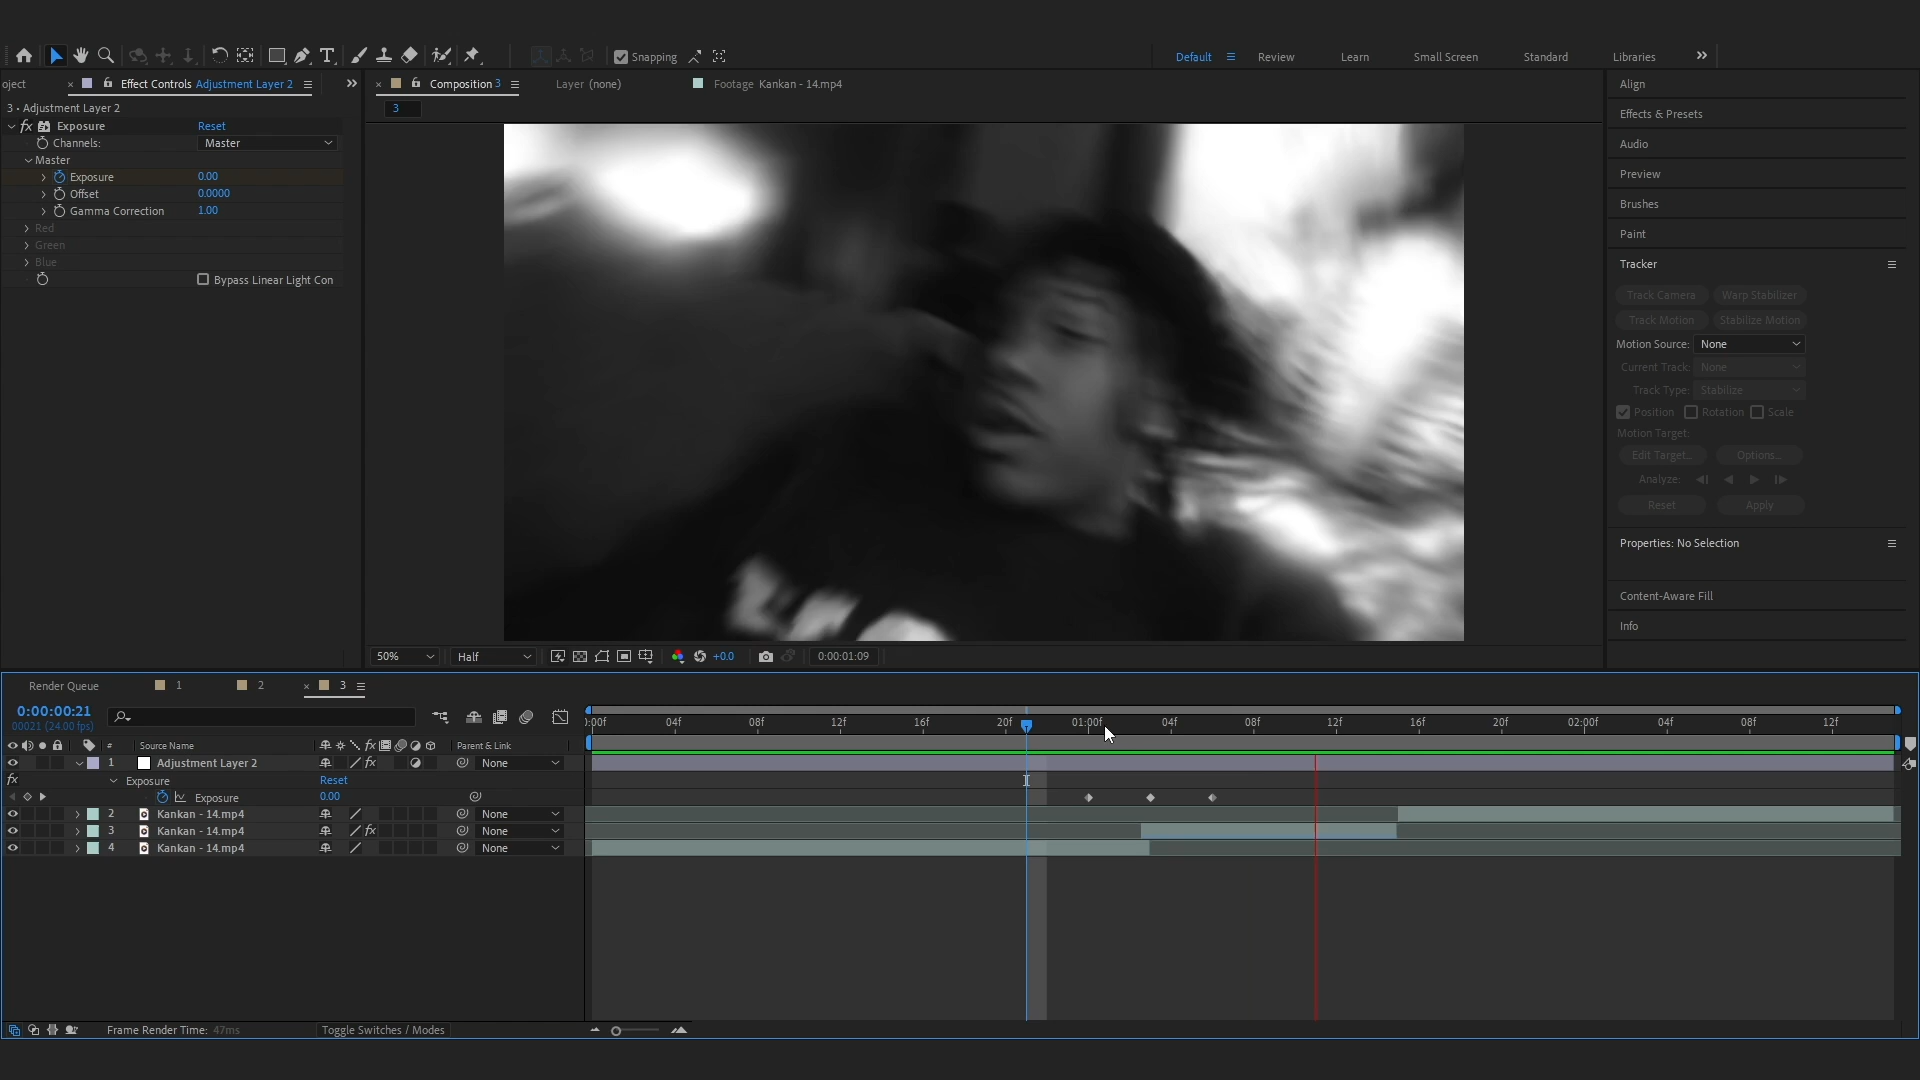 Snapping
Default
Review
Learn
Small Screen
Standard
Libraries
oject
Effect Controls Adjustment Layer 2
Composition 3
Layer (none)
Footage Kankan - 14.mp4
3 • Adjustment Layer 2
3
fx Exposure Reset
Channels: Master
Master
Exposure 0.00
Offset 0.0000
Gamma Correction 1.00
Red
Green
Blue
Bypass Linear Light Con
Align
Effects & Presets
Audio
Preview
Brushes
Paint
Tracker
Track Camera Warp Stabilizer
Track Motion Stabilize Motion
Motion Source: None
Current Track: None
Track Type: Stabilize
Position Rotation Scale
Motion Target:
Edit Target... Options...
Analyze:
Reset Apply
Properties: No Selection
Content-Aware Fill
Info
50% Half +0.0 0:00:01:09
Render Queue 1 2 3
0:00:00:21
00021 (24.00 fps)
):00f 04f 08f 12f 16f 20f 01:00f 04f 08f 12f 16f 20f 02:00f 04f 08f 12f
# Source Name fx Parent & Link
1 Adjustment Layer 2 fx None
fx Exposure Reset
Exposure 0.00
2 Kankan - 14.mp4 None
3 Kankan - 14.mp4 fx None
4 Kankan - 14.mp4 None
Frame Render Time: 47ms
Toggle Switches / Modes